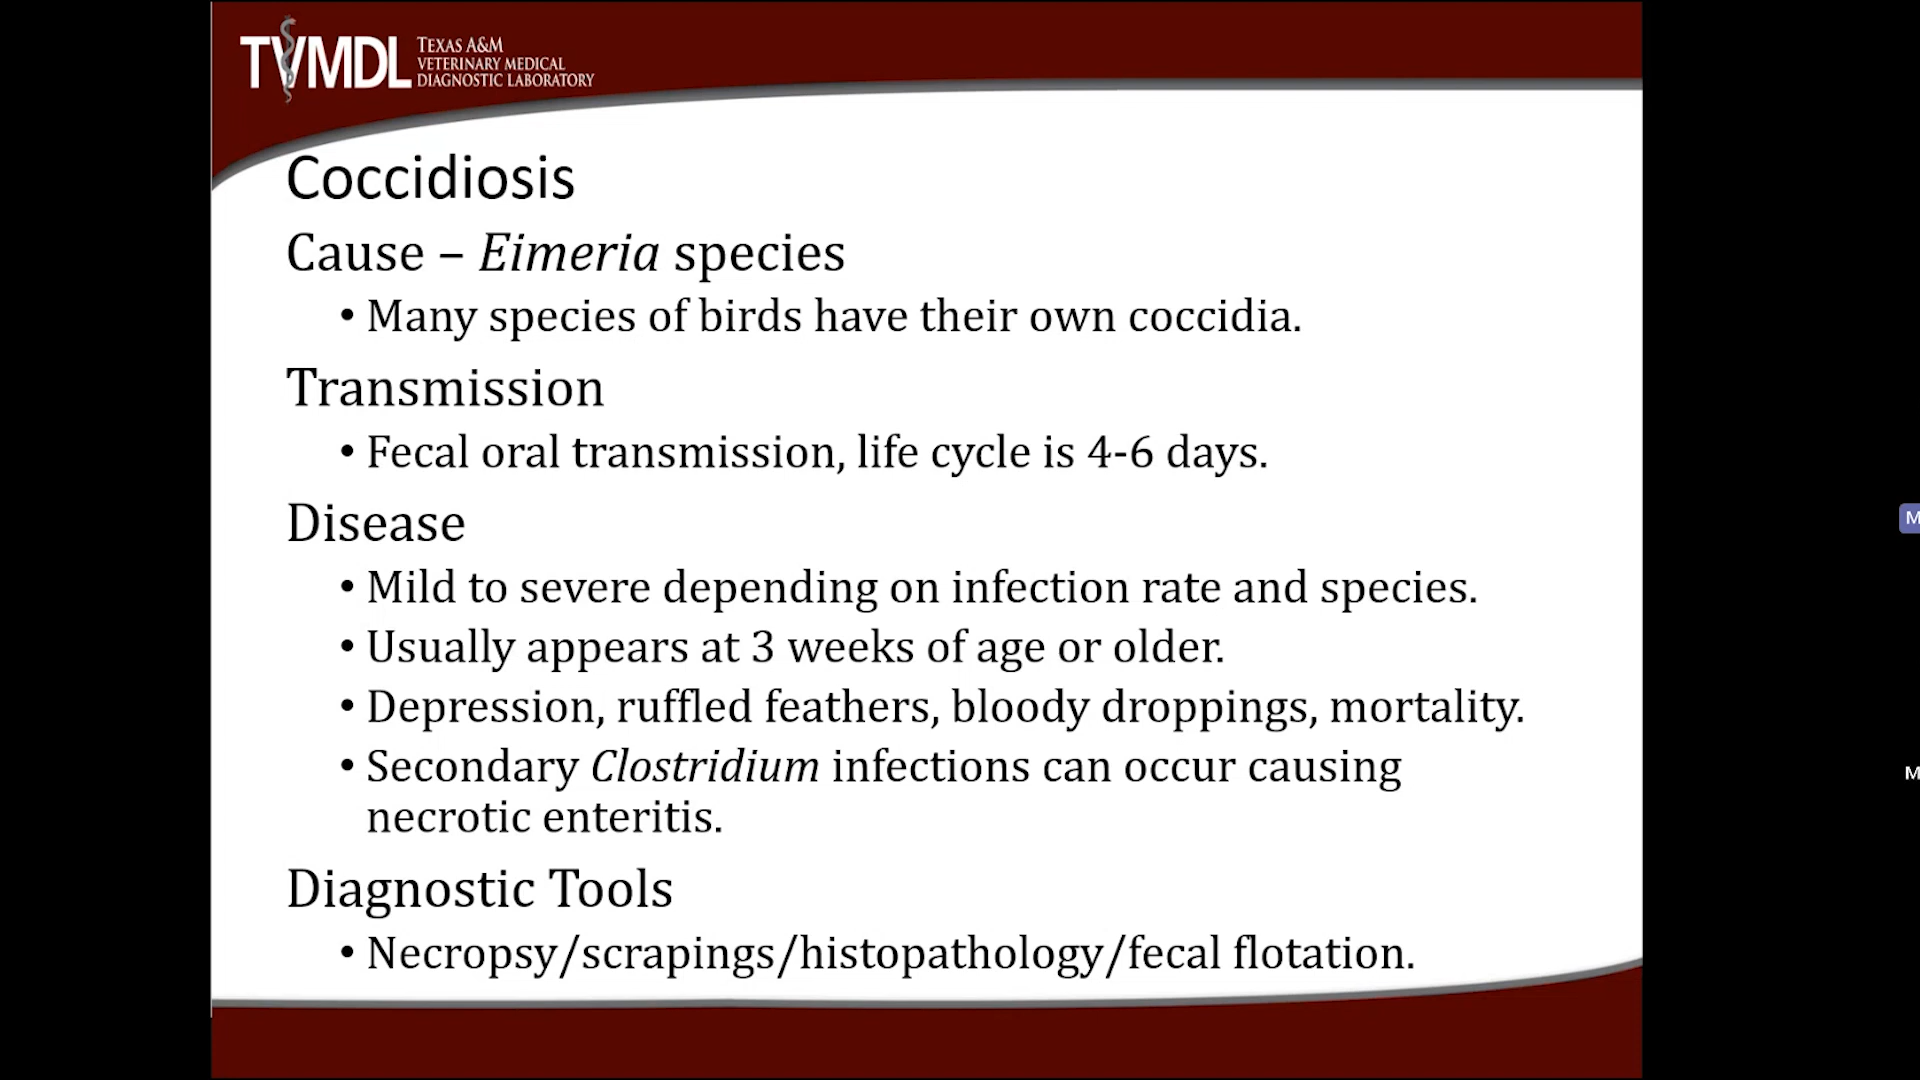 TVMDL
TEXAS A&M
VETERINARY MEDICAL
DIAGNOSTIC LABORATORY
Coccidiosis
Cause – Eimeria species
• Many species of birds have their own coccidia.
Transmission
• Fecal oral transmission, life cycle is 4-6 days.
Disease
• Mild to severe depending on infection rate and species.
• Usually appears at 3 weeks of age or older.
• Depression, ruffled feathers, bloody droppings, mortality.
• Secondary Clostridium infections can occur causing
necrotic enteritis.
Diagnostic Tools
• Necropsy/scrapings/histopathology/fecal flotation.
M
M